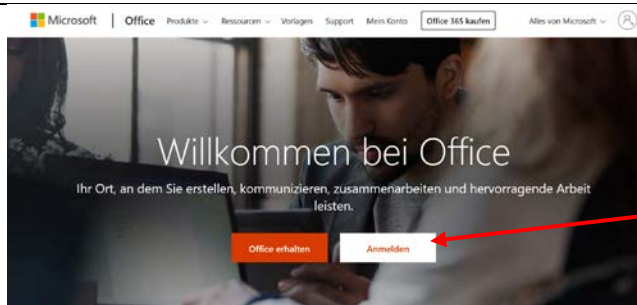 Microsoft | Office Produkte Ressourcen Vorlagen Support Mein Konto Office 365 kaufen Alles von Microsoft
Willkommen bei Office
Ihr Ort, an dem Sie erstellen, kommunizieren, zusammenarbeiten und hervorragende Arbeit
leisten.
Office erhalten Anmelden